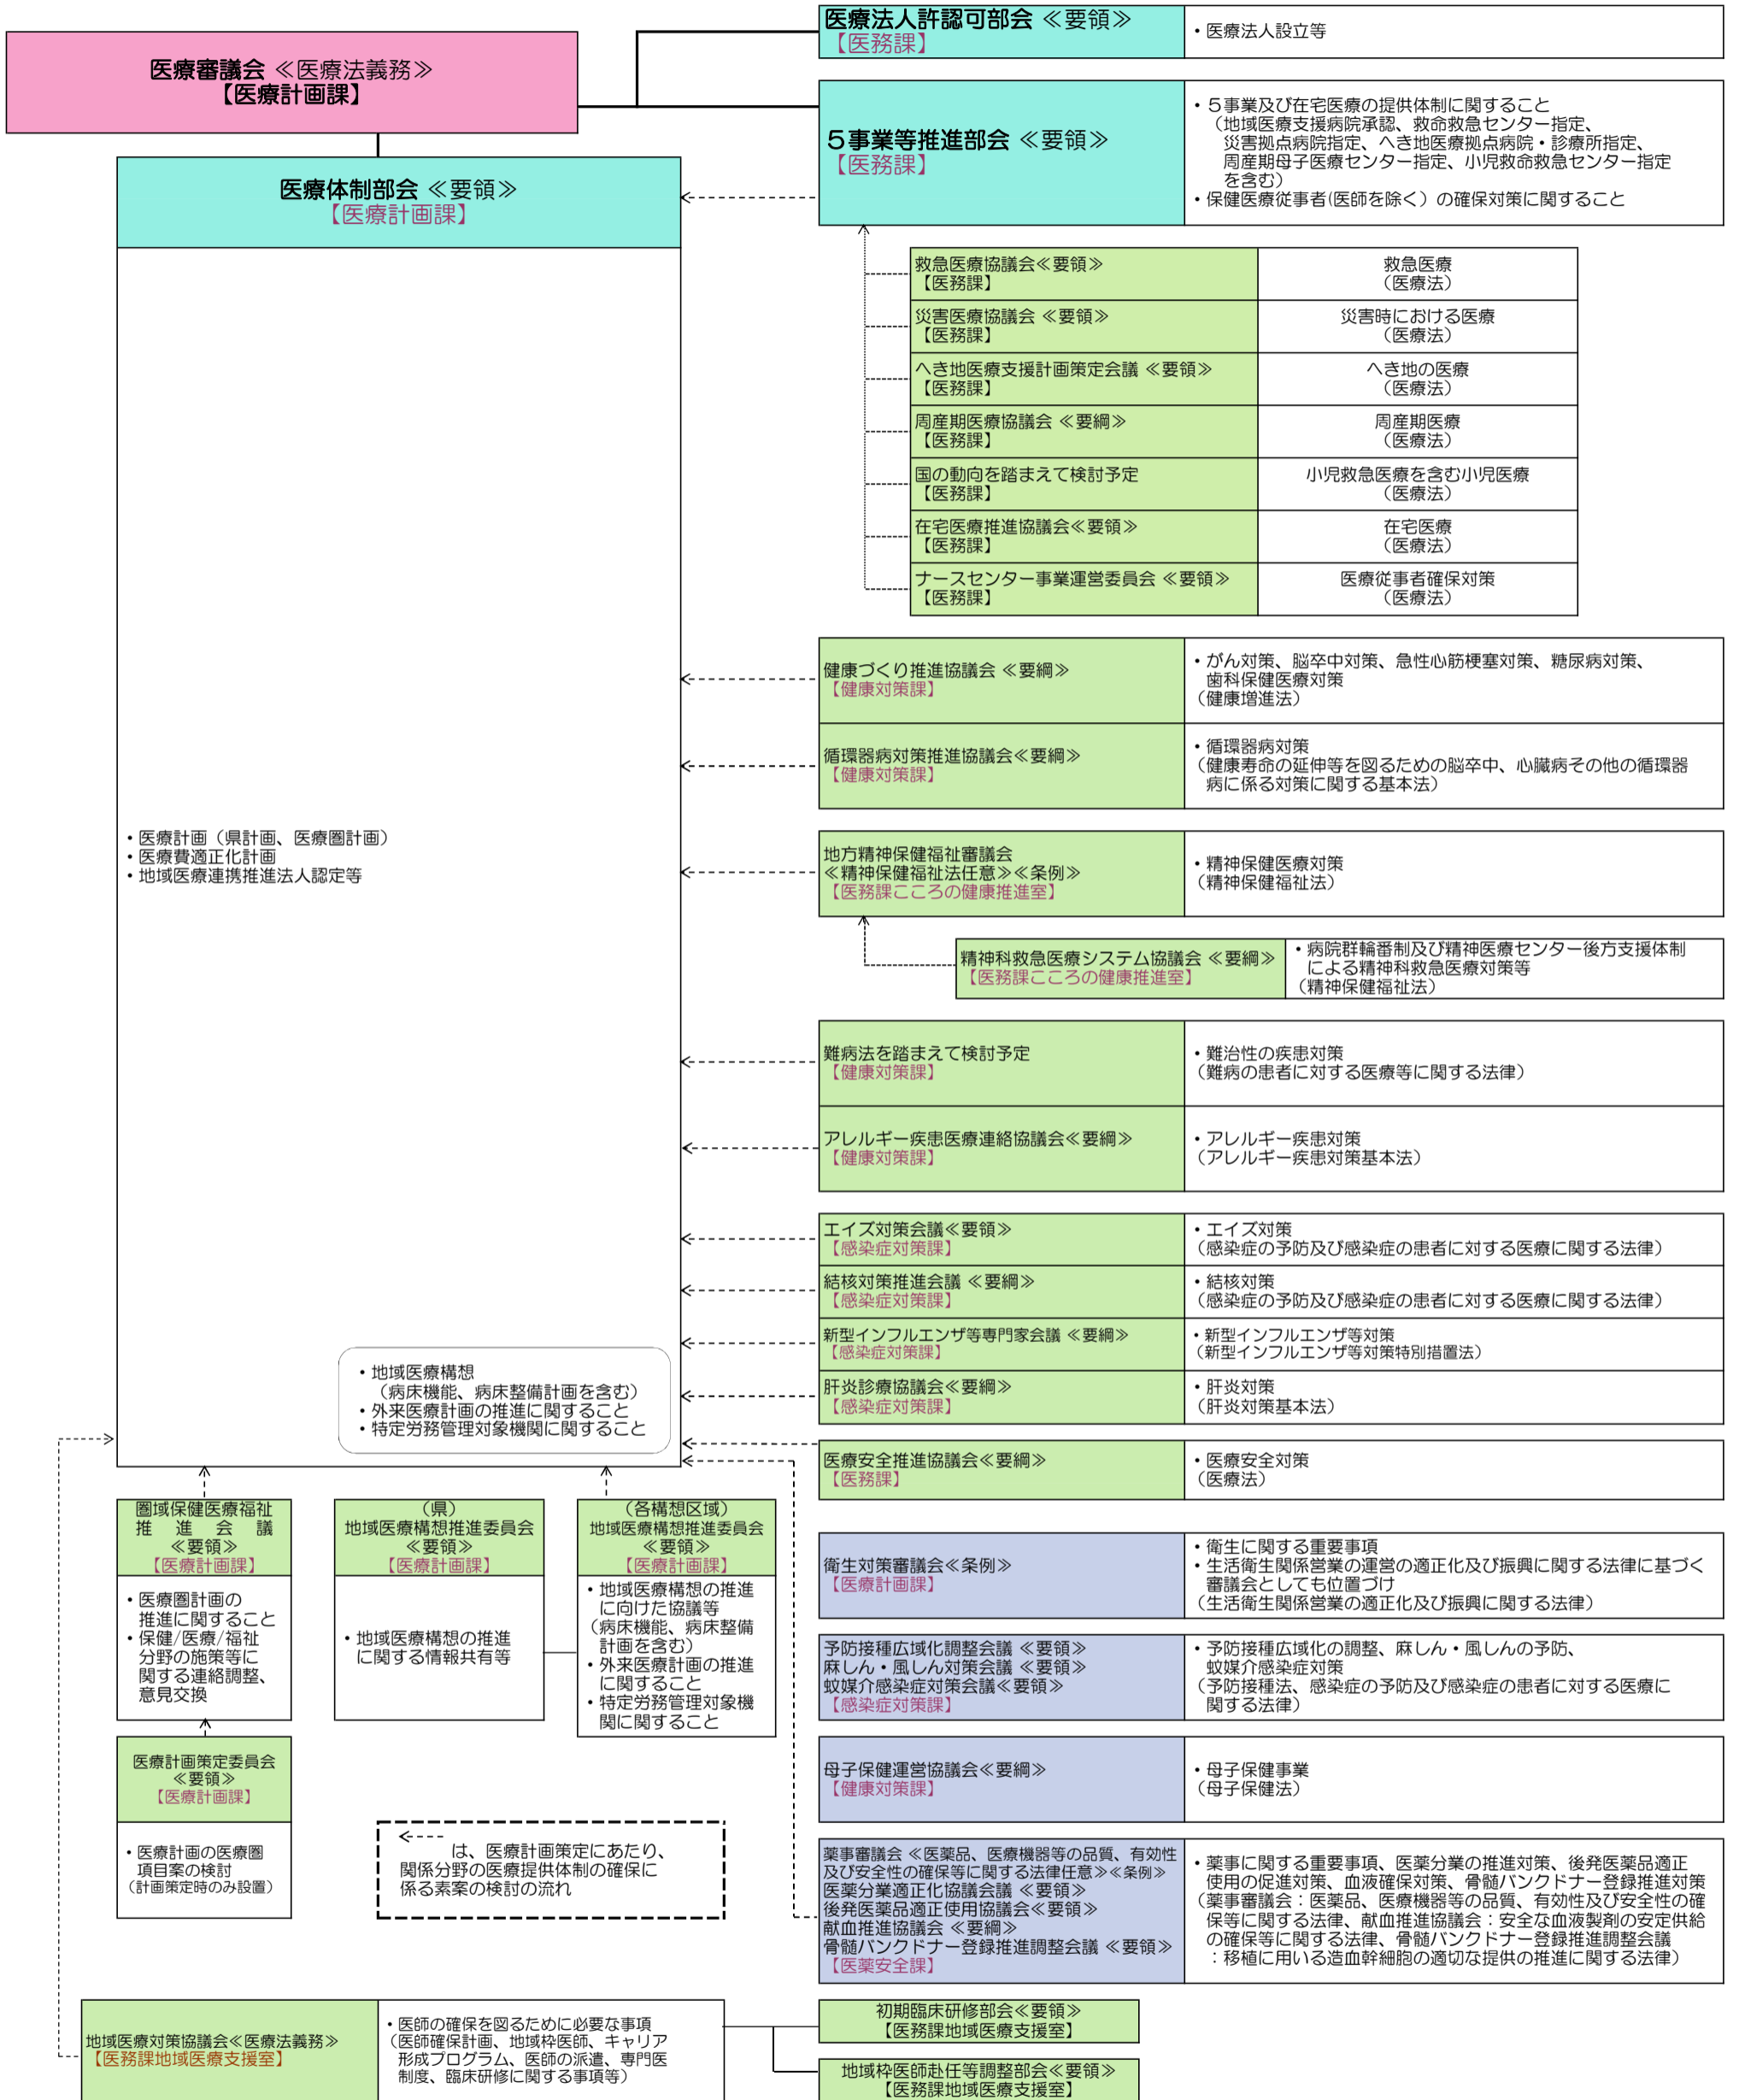 医療審議会 ≪医療法義務≫
【医療計画課】
医療法人許認可部会 ≪要領≫
【医務課】
・医療法人設立等
５事業等推進部会 ≪要領≫
【医務課】
・５事業及び在宅医療の提供体制に関すること
（地域医療支援病院承認、救命救急センター指定、
災害拠点病院指定、へき地医療拠点病院・診療所指定、
周産期母子医療センター指定、小児救命救急センター指定
を含む）
・保健医療従事者(医師を除く）の確保対策に関すること
医療体制部会 ≪要領≫
【医療計画課】
救急医療協議会≪要領≫
【医務課】
救急医療
（医療法）
災害医療協議会 ≪要領≫
【医務課】
災害時における医療
（医療法）
へき地医療支援計画策定会議 ≪要領≫
【医務課】
へき地の医療
（医療法）
周産期医療協議会 ≪要綱≫
【医務課】
周産期医療
（医療法）
国の動向を踏まえて検討予定
【医務課】
小児救急医療を含む小児医療
（医療法）
在宅医療推進協議会≪要領≫
【医務課】
在宅医療
（医療法）
ナースセンター事業運営委員会 ≪要領≫
【医務課】
医療従事者確保対策
（医療法）
健康づくり推進協議会 ≪要綱≫
【健康対策課】
・がん対策、脳卒中対策、急性心筋梗塞対策、糖尿病対策、
歯科保健医療対策
（健康増進法）
循環器病対策推進協議会≪要綱≫
【健康対策課】
・循環器病対策
（健康寿命の延伸等を図るための脳卒中、心臓病その他の循環器
病に係る対策に関する基本法）
・医療計画（県計画、医療圏計画）
・医療費適正化計画
・地域医療連携推進法人認定等
地方精神保健福祉審議会
≪精神保健福祉法任意≫≪条例≫
【医務課こころの健康推進室】
・精神保健医療対策
（精神保健福祉法）
精神科救急医療システム協議会 ≪要綱≫
【医務課こころの健康推進室】
・病院群輪番制及び精神医療センター後方支援体制
による精神科救急医療対策等
（精神保健福祉法）
難病法を踏まえて検討予定
【健康対策課】
・難治性の疾患対策
（難病の患者に対する医療等に関する法律）
アレルギー疾患医療連絡協議会≪要綱≫
【健康対策課】
・アレルギー疾患対策
（アレルギー疾患対策基本法）
エイズ対策会議≪要領≫
【感染症対策課】
・エイズ対策
（感染症の予防及び感染症の患者に対する医療に関する法律）
結核対策推進会議 ≪要綱≫
【感染症対策課】
・結核対策
（感染症の予防及び感染症の患者に対する医療に関する法律）
新型インフルエンザ等専門家会議 ≪要綱≫
【感染症対策課】
・新型インフルエンザ等対策
（新型インフルエンザ等対策特別措置法）
肝炎診療協議会≪要綱≫
【感染症対策課】
・肝炎対策
（肝炎対策基本法）
・地域医療構想
（病床機能、病床整備計画を含む）
・外来医療計画の推進に関すること
・特定労務管理対象機関に関すること
医療安全推進協議会≪要綱≫
【医務課】
・医療安全対策
（医療法）
圏域保健医療福祉
推 進 会 議
≪要領≫
【医療計画課】
・医療圏計画の
推進に関すること
・保健/医療/福祉
分野の施策等に
関する連絡調整、
意見交換
（県）
地域医療構想推進委員会
≪要領≫
【医療計画課】
・地域医療構想の推進
に関する情報共有等
（各構想区域）
地域医療構想推進委員会
≪要領≫
【医療計画課】
・地域医療構想の推進
に向けた協議等
（病床機能、病床整備
計画を含む）
・外来医療計画の推進
に関すること
・特定労務管理対象機
関に関すること
衛生対策審議会≪条例≫
【医療計画課】
・衛生に関する重要事項
・生活衛生関係営業の運営の適正化及び振興に関する法律に基づく
審議会としても位置づけ
（生活衛生関係営業の適正化及び振興に関する法律）
予防接種広域化調整会議 ≪要領≫
麻しん・風しん対策会議 ≪要領≫
蚊媒介感染症対策会議≪要領≫
【感染症対策課】
・予防接種広域化の調整、麻しん・風しんの予防、
蚊媒介感染症対策
（予防接種法、感染症の予防及び感染症の患者に対する医療に
関する法律）
医療計画策定委員会
≪要領≫
【医療計画課】
・医療計画の医療圏
項目案の検討
（計画策定時のみ設置）
母子保健運営協議会≪要綱≫
【健康対策課】
・母子保健事業
（母子保健法）
は、医療計画策定にあたり、
関係分野の医療提供体制の確保に
係る素案の検討の流れ
薬事審議会 ≪医薬品、医療機器等の品質、有効性
及び安全性の確保等に関する法律任意≫≪条例≫
医薬分業適正化協議会議 ≪要領≫
後発医薬品適正使用協議会≪要領≫
献血推進協議会 ≪要綱≫
骨髄バンクドナー登録推進調整会議 ≪要領≫
【医薬安全課】
・薬事に関する重要事項、医薬分業の推進対策、後発医薬品適正
使用の促進対策、血液確保対策、骨髄バンクドナー登録推進対策
（薬事審議会：医薬品、医療機器等の品質、有効性及び安全性の確
保等に関する法律、献血推進協議会：安全な血液製剤の安定供給
の確保等に関する法律、骨髄バンクドナー登録推進調整会議
：移植に用いる造血幹細胞の適切な提供の推進に関する法律）
地域医療対策協議会≪医療法義務≫
【医務課地域医療支援室】
・医師の確保を図るために必要な事項
（医師確保計画、地域枠医師、キャリア
形成プログラム、医師の派遣、専門医
制度、臨床研修に関する事項等）
初期臨床研修部会≪要領≫
【医務課地域医療支援室】
地域枠医師赴任等調整部会≪要領≫
【医務課地域医療支援室】